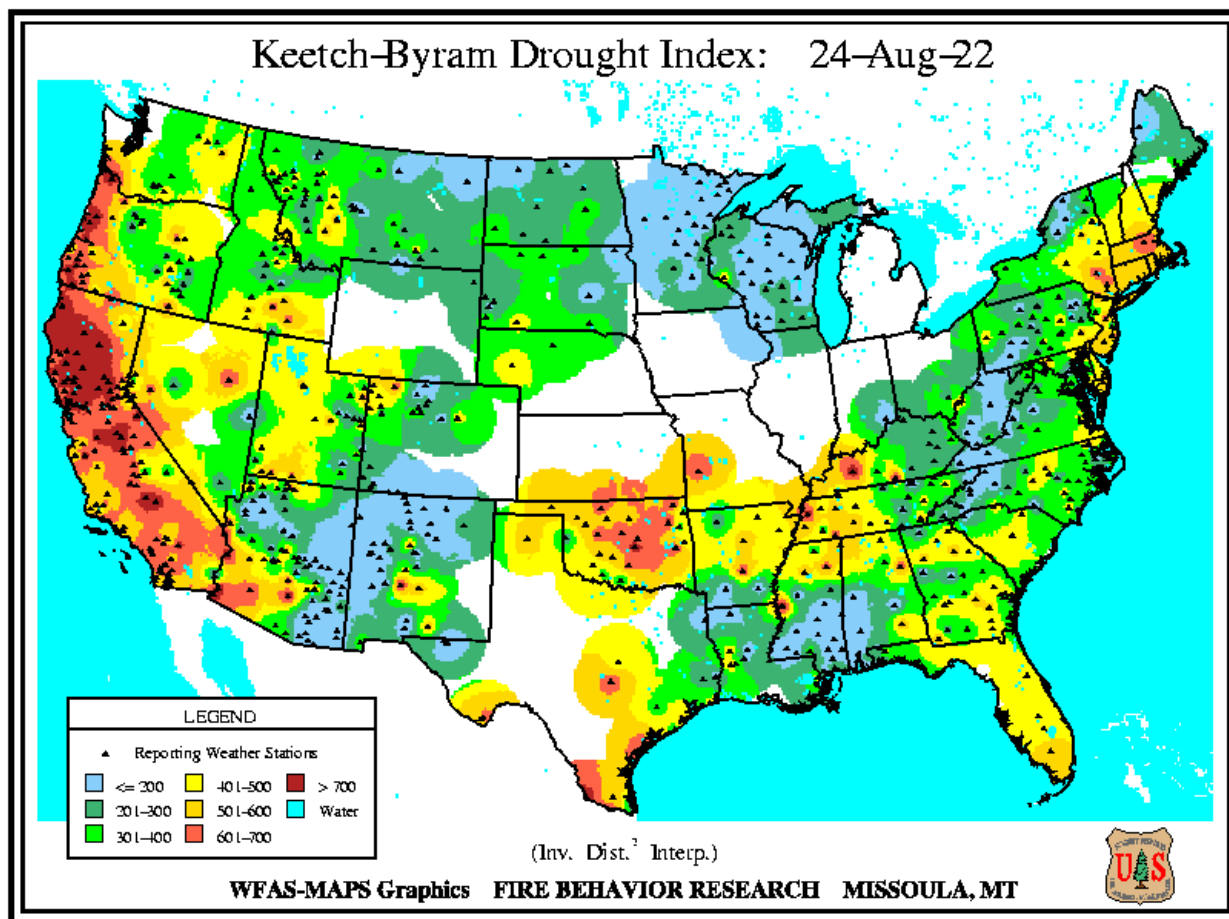 Keetch-Byram Drought Index: 24-Aug-22
LEGEND
Reporting Weather Stations
<= 200
401-500
> 700
201-300
501-600
Water
301-400
601-700
(Inv. Dist.² Interp.)
WFAS-MAPS Graphics FIRE BEHAVIOR RESEARCH MISSOULA, MT
U S